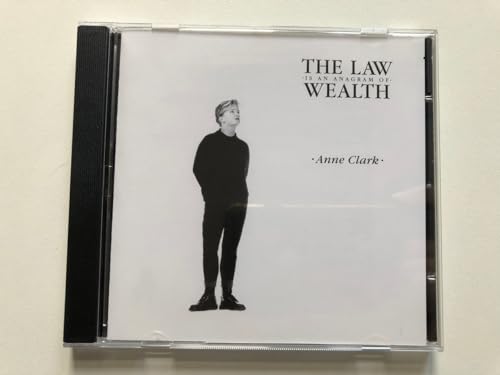 THE LAW
·IS AN ANAGRAM OF·
WEALTH
·Anne Clark·